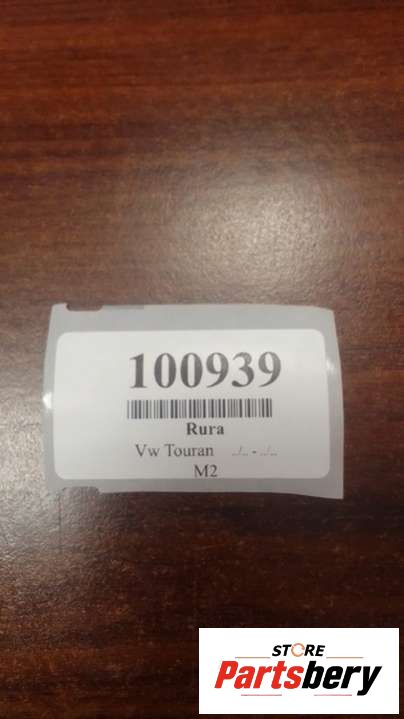 100939
Rura
Vw Touran ../.. - ../..
M2
STORE
Partsbery